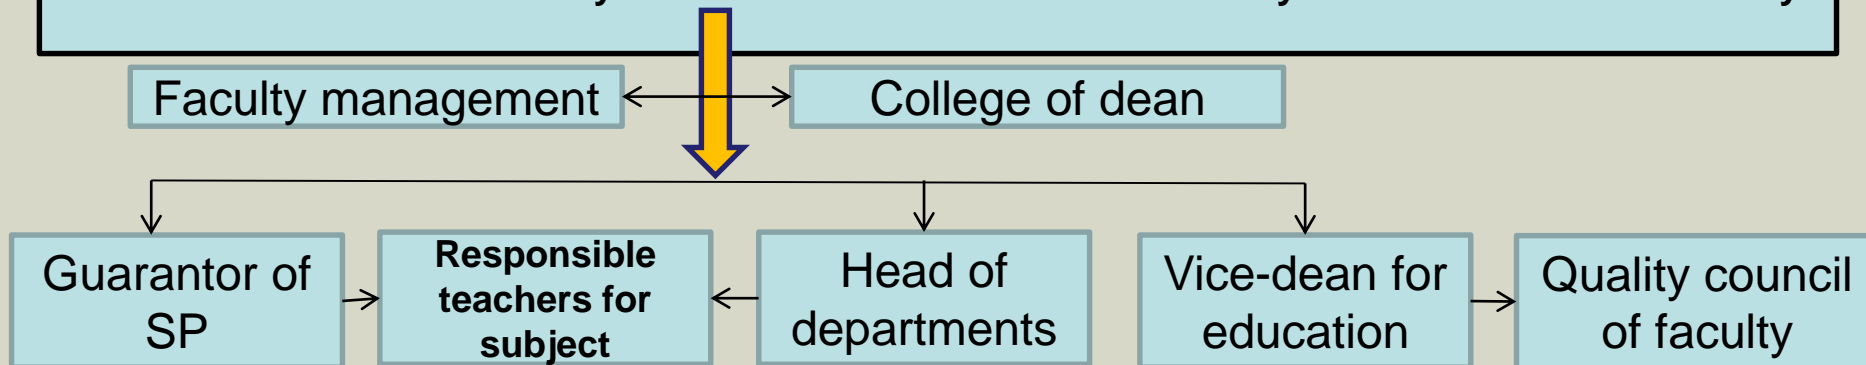 Faculty management
College of dean
Guarantor of
SP
Responsible
teachers for
subject
Head of
departments
Vice-dean for
education
Quality council
of faculty